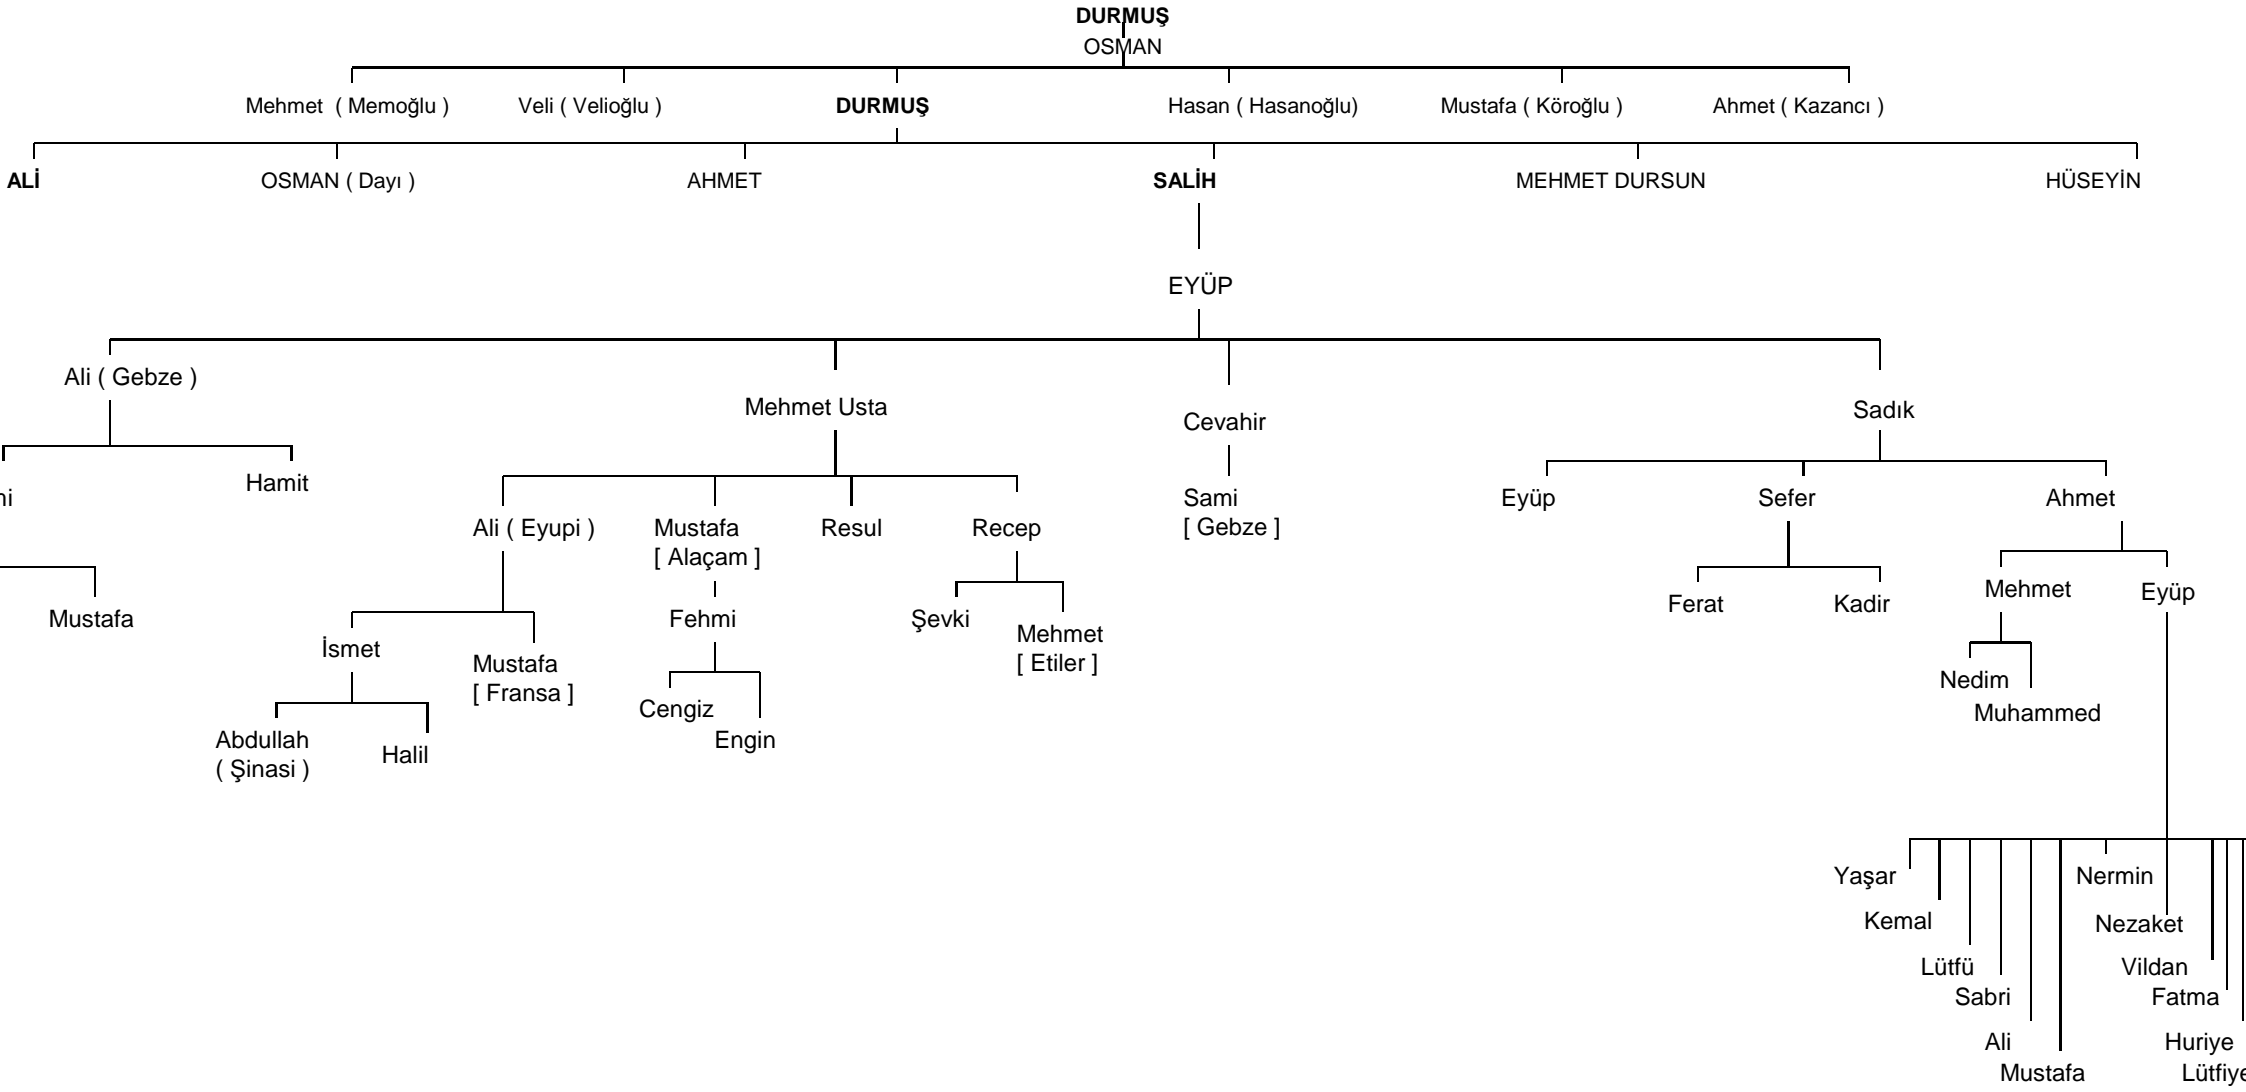 DURMUŞ
OSMAN
Mehmet ( Memoğlu ) Veli ( Velioğlu ) DURMUŞ Hasan ( Hasanoğlu) Mustafa ( Köroğlu ) Ahmet ( Kazancı )
ALİ OSMAN ( Dayı ) AHMET SALİH MEHMET DURSUN HÜSEYİN
EYÜP
Ali ( Gebze )
Mehmet Usta Cevahir Sadık
Hamit
Sami Eyüp Sefer Ahmet
[ Gebze ]
Ali ( Eyupi ) Mustafa Resul Recep
[ Alaçam ]
Mehmet Eyüp
Ferat Kadir
Mustafa Fehmi Şevki
Mehmet
[ Etiler ]
İsmet
Mustafa
[ Fransa ]
Nedim
Cengiz Muhammed
Abdullah Halil Engin
( Şinasi )
Yaşar Nermin
Kemal Nezaket
Lütfü Vildan
Sabri Fatma
Ali Huriye
Mustafa Lütfiye